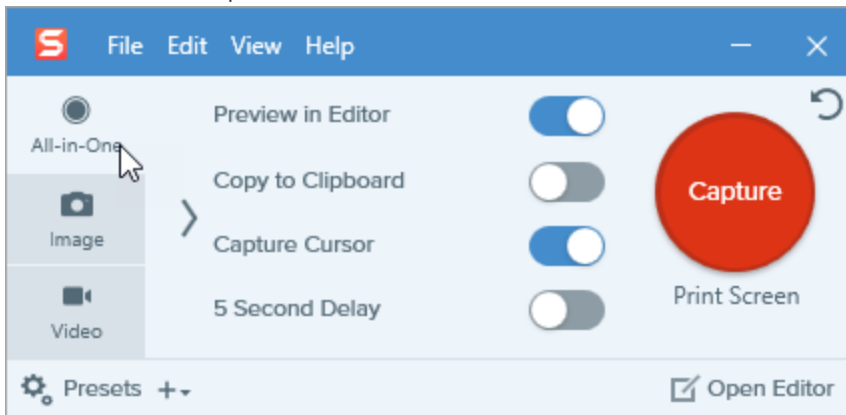 S File Edit View Help
All-in-One
Image
Video
Preview in Editor
Copy to Clipboard
Capture Cursor
5 Second Delay
Capture
Print Screen
Presets
Open Editor